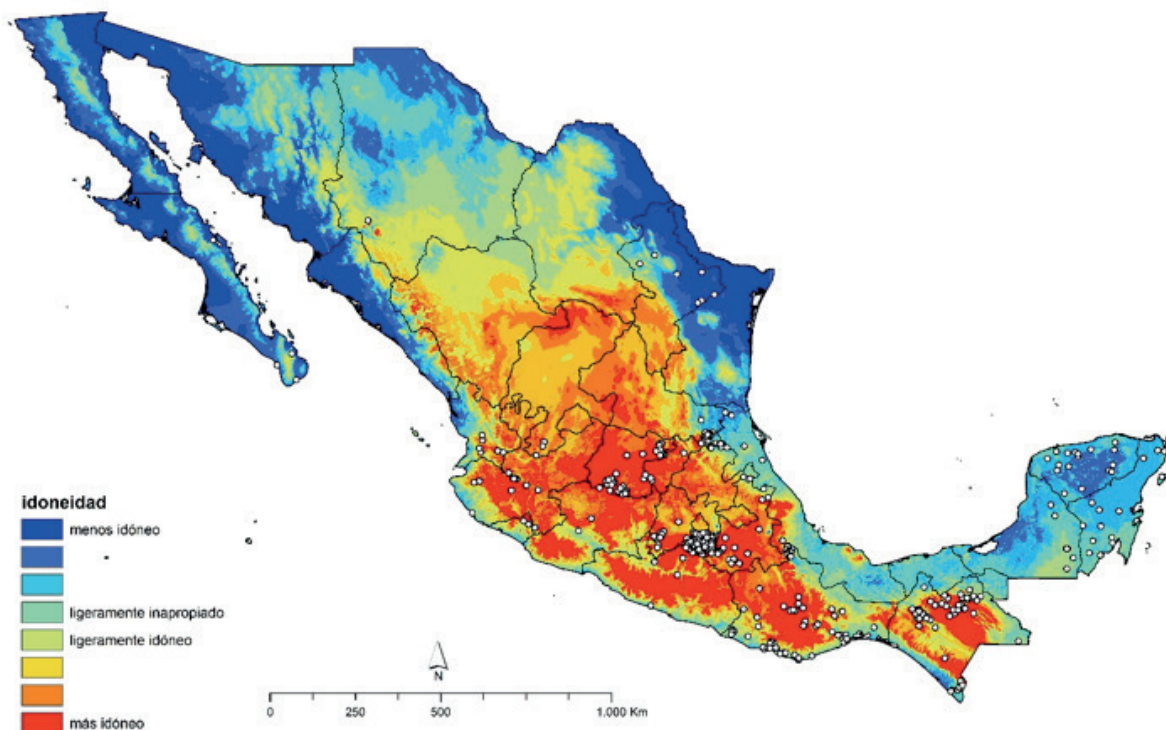 idoneidad
menos idóneo
ligeramente inapropiado
ligeramente idóneo
más idóneo
N
0 250 500 1.000 Km